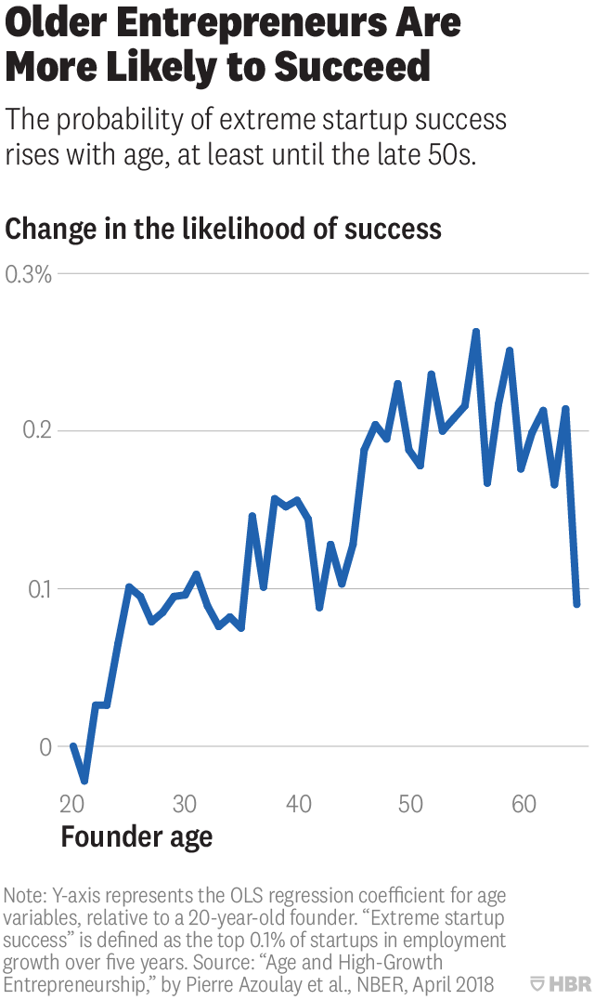 Older Entrepreneurs Are
More Likely to Succeed
The probability of extreme startup success
rises with age, at least until the late 50s.
Change in the likelihood of success
0.3%
0.2
0.1
0
20 30 40 50 60
Founder age
Note: Y-axis represents the OLS regression coefficient for age
variables, relative to a 20-year-old founder. “Extreme startup
success” is defined as the top 0.1% of startups in employment
growth over five years. Source: “Age and High-Growth
Entrepreneurship,” by Pierre Azoulay et al., NBER, April 2018
HBR